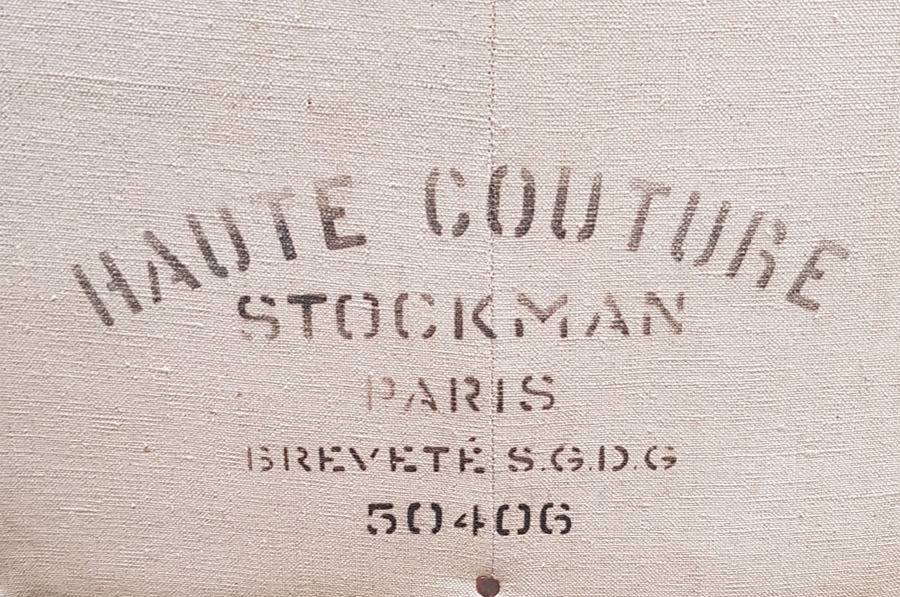 HAUTE COUTURE
STOCKMAN
PARIS
BREVETÉ S.G.D.G
50406